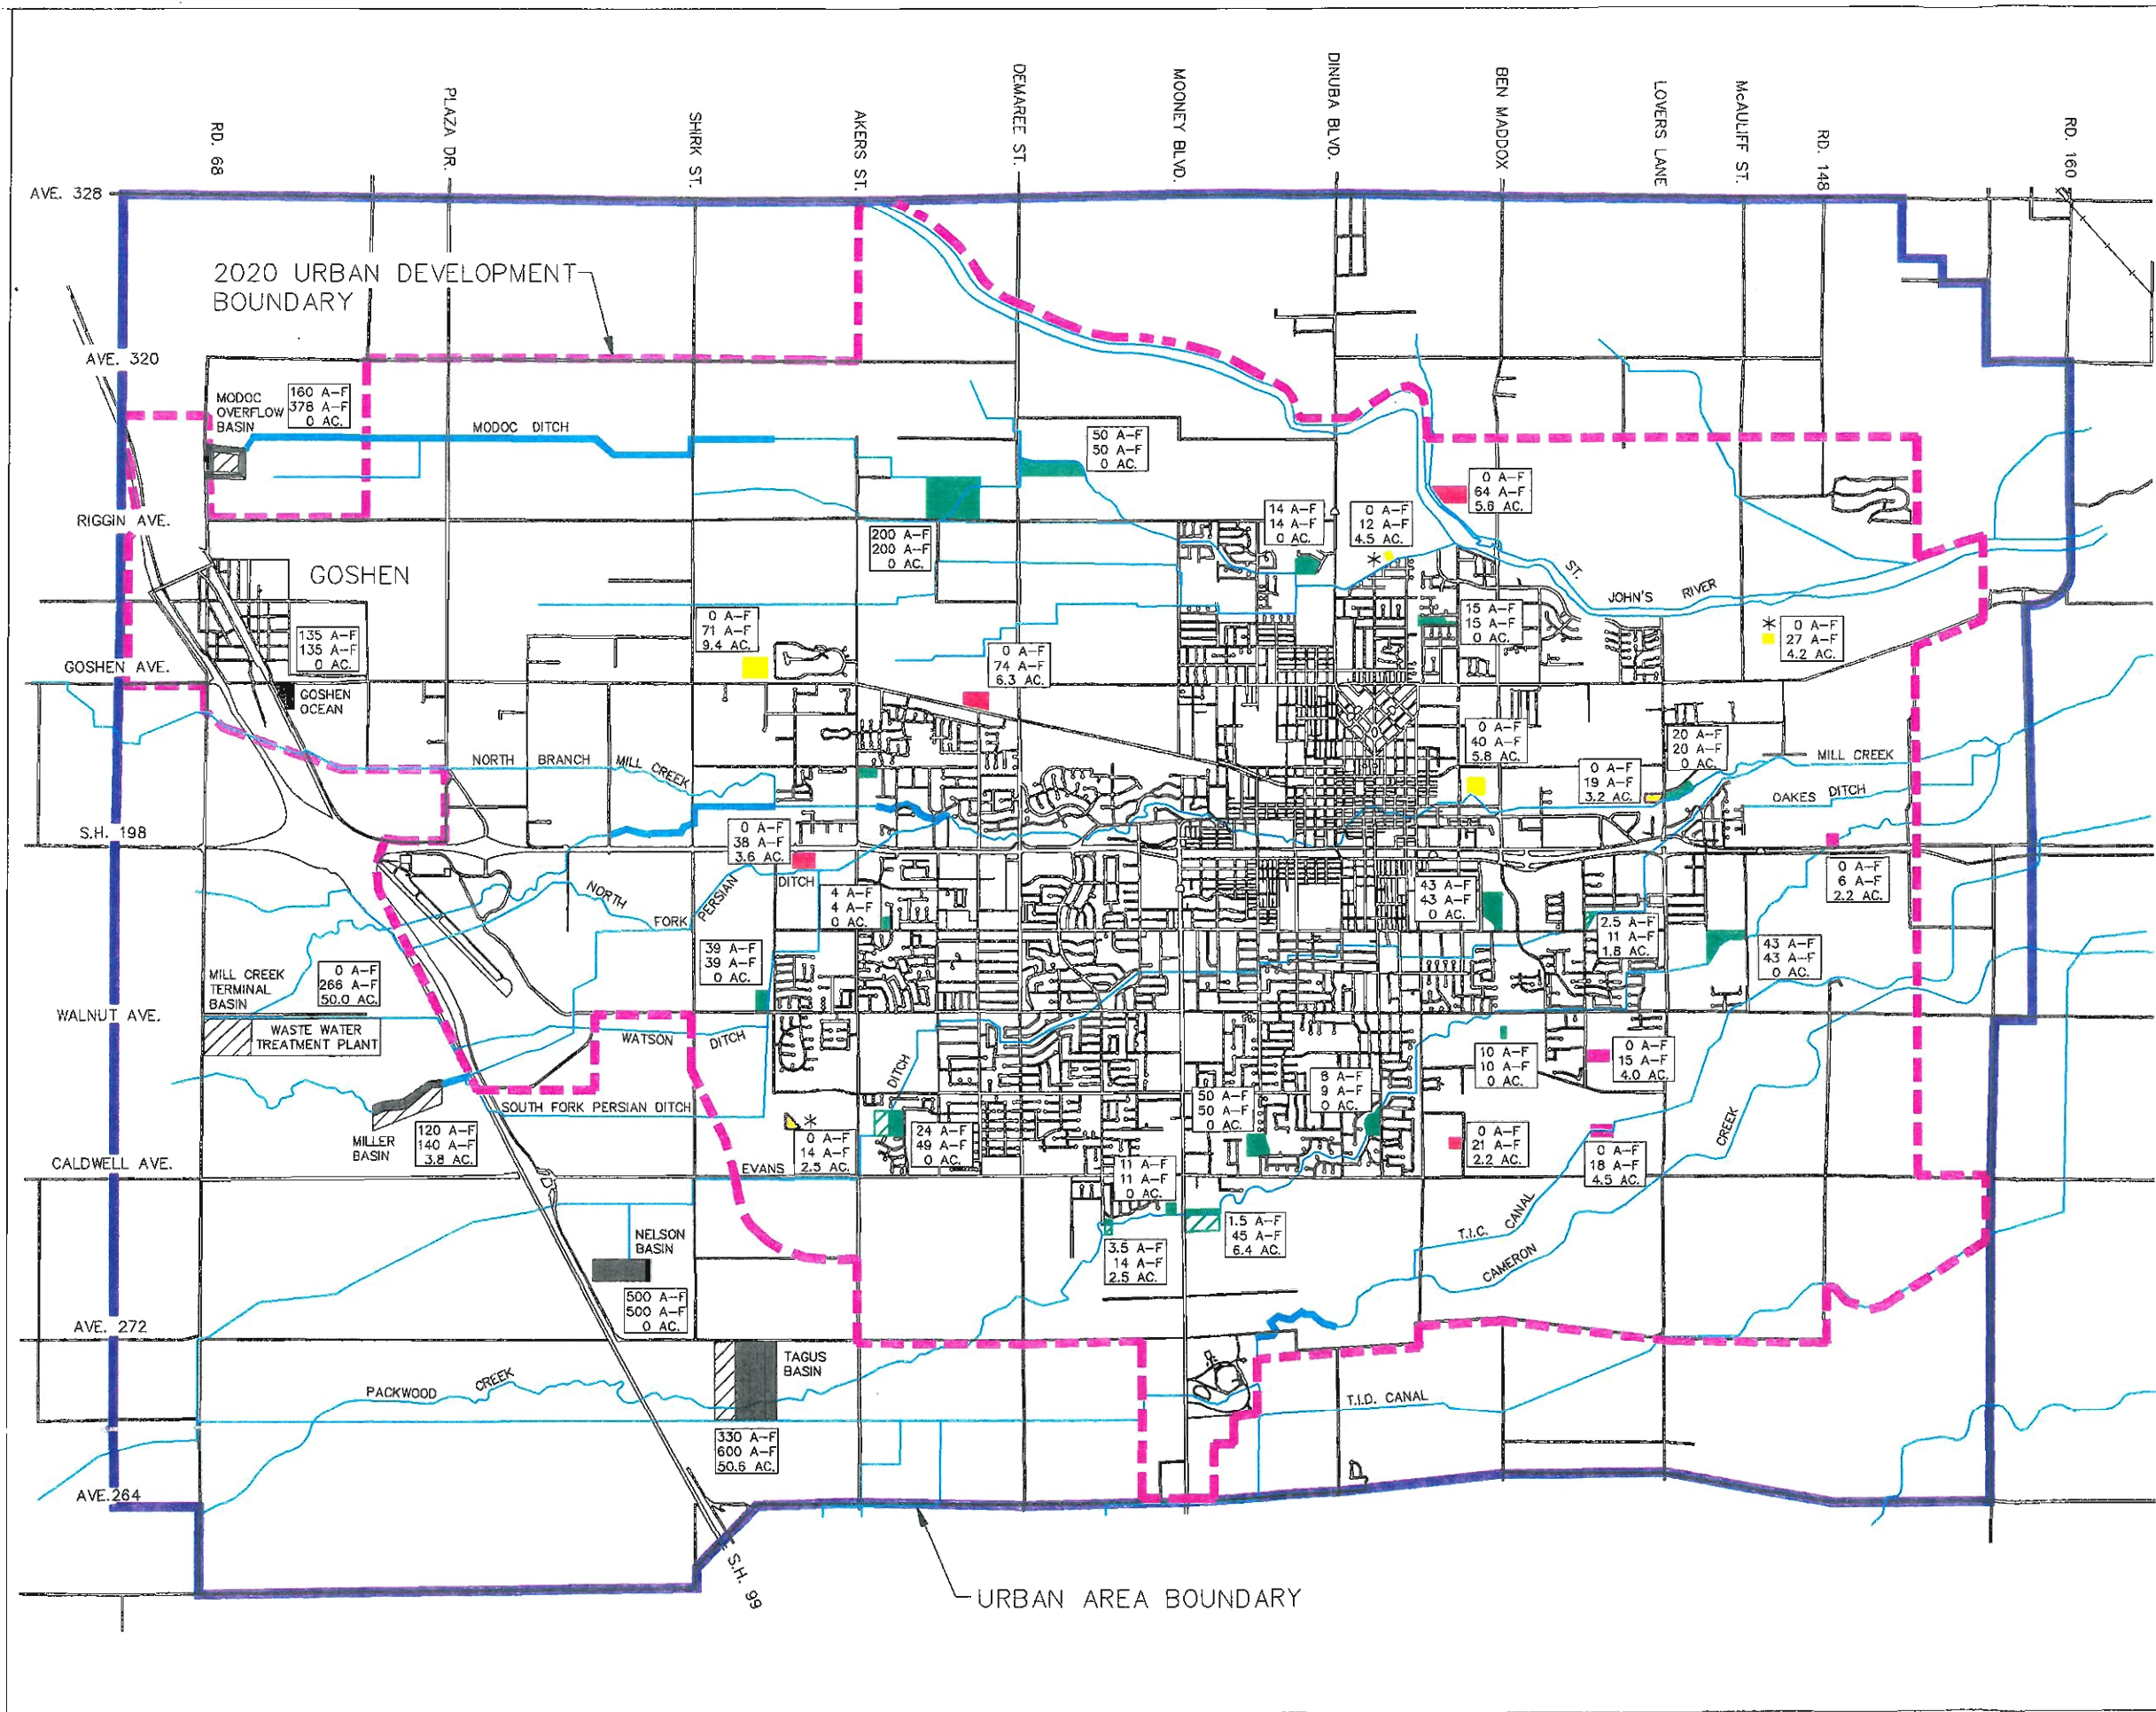 RD. 68
PLAZA DR.
SHIRK ST.
AKERS ST.
DEMAREE ST.
MOONEY BLVD.
DINUBA BLVD.
BEN MADDOX
LOVERS LANE
McAULIFF ST.
RD. 148
RD. 160
AVE. 328
2020 URBAN DEVELOPMENT
BOUNDARY
AVE. 320
MODOC
OVERFLOW
BASIN
160 A-F
378 A-F
0 AC.
MODOC DITCH
50 A-F
50 A-F
0 AC.
0 A-F
64 A-F
5.6 AC.
RIGGIN AVE.
200 A-F
200 A-F
0 AC.
14 A-F
14 A-F
0 AC.
0 A-F
12 A-F
4.5 AC.
*
GOSHEN
ST.
JOHN'S
RIVER
0 A-F
71 A-F
9.4 AC.
15 A-F
15 A-F
0 AC.
*
0 A-F
27 A-F
4.2 AC.
135 A-F
135 A-F
0 AC.
GOSHEN AVE.
0 A-F
74 A-F
6.3 AC.
GOSHEN
OCEAN
NORTH BRANCH MILL CREEK
0 A-F
40 A-F
5.8 AC.
20 A-F
20 A-F
0 AC.
MILL CREEK
0 A-F
19 A-F
3.2 AC.
OAKES DITCH
S.H. 198
0 A-F
38 A-F
3.6 AC.
NORTH
FORK
PERSIAN
DITCH
4 A-F
4 A-F
0 AC.
43 A-F
43 A-F
0 AC.
0 A-F
6 A-F
2.2 AC.
2.5 A-F
11 A-F
1.8 AC.
43 A-F
43 A-F
0 AC.
39 A-F
39 A-F
0 AC.
MILL CREEK
TERMINAL
BASIN
0 A-F
266 A-F
50.0 AC.
WALNUT AVE.
WASTE WATER
TREATMENT PLANT
WATSON
DITCH
DITCH
10 A-F
10 A-F
0 AC.
0 A-F
15 A-F
4.0 AC.
SOUTH FORK PERSIAN DITCH
MILLER
BASIN
120 A-F
140 A-F
3.8 AC.
*
0 A-F
14 A-F
2.5 AC.
24 A-F
49 A-F
0 AC.
50 A-F
50 A-F
0 AC.
8 A-F
9 A-F
0 AC.
0 A-F
21 A-F
2.2 AC.
0 A-F
18 A-F
4.5 AC.
CREEK
CALDWELL AVE.
EVANS
11 A-F
11 A-F
0 AC.
1.5 A-F
45 A-F
6.4 AC.
3.5 A-F
14 A-F
2.5 AC.
T.I.C. CANAL
CAMERON
NELSON
BASIN
500 A-F
500 A-F
0 AC.
AVE. 272
TAGUS
BASIN
PACKWOOD
CREEK
T.I.D. CANAL
330 A-F
600 A-F
50.6 AC.
AVE.264
S.H. 99
URBAN AREA BOUNDARY